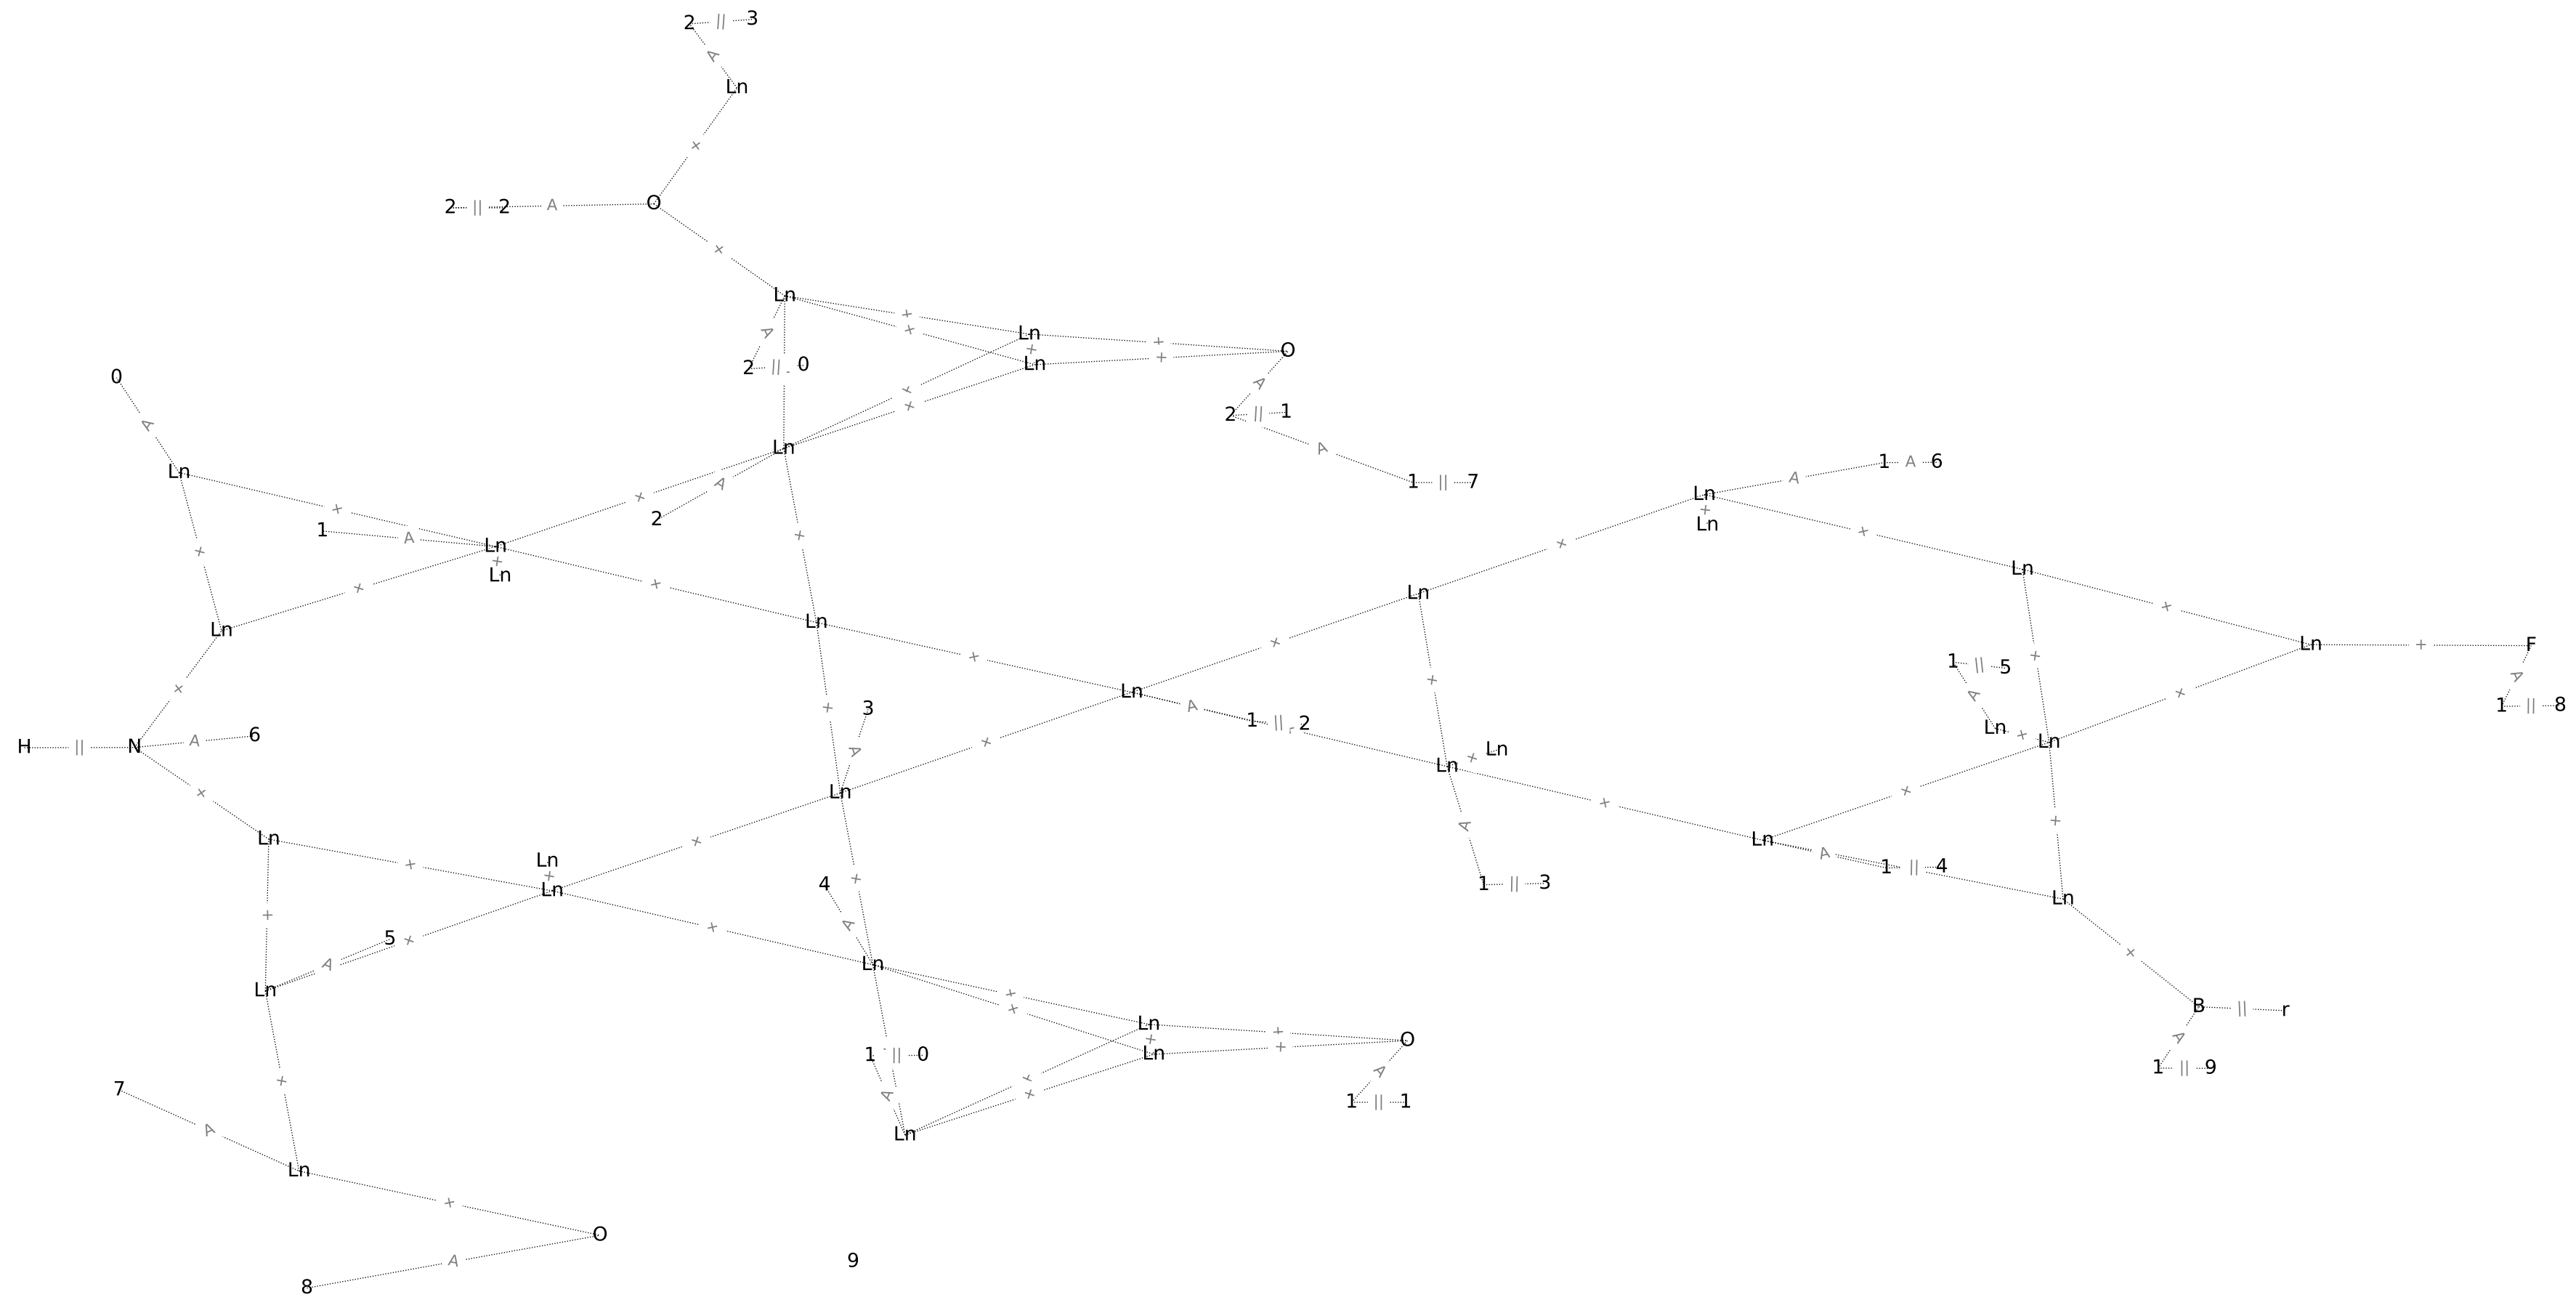 2 || 3
A
Ln
×
2 || 2 A O
×
Ln
+ Ln +
A × +
2 || 0 Ln + O
0 × A
× 2 || 1
A Ln A
Ln × A 1 || 7 1 A 6
+ 2 Ln A
1 A Ln + +
× + Ln ×
Ln +
× + Ln Ln
Ln Ln + × +
× + × Ln + F
Ln 1 || 5 × A
3 A 1 || 2 A × 1 || 8
H || N A 6 + × Ln Ln + Ln
× A Ln ×
Ln Ln + ×
+ Ln × A Ln A 1 || 4
+ 4 + 1 || 3 Ln
5 × + A ×
A Ln
Ln + B || r
× Ln + O A
+ 1 || 0 + Ln + 1 || 9
7 × A
A A × 1 || 1
Ln Ln
+
O
8 A 9